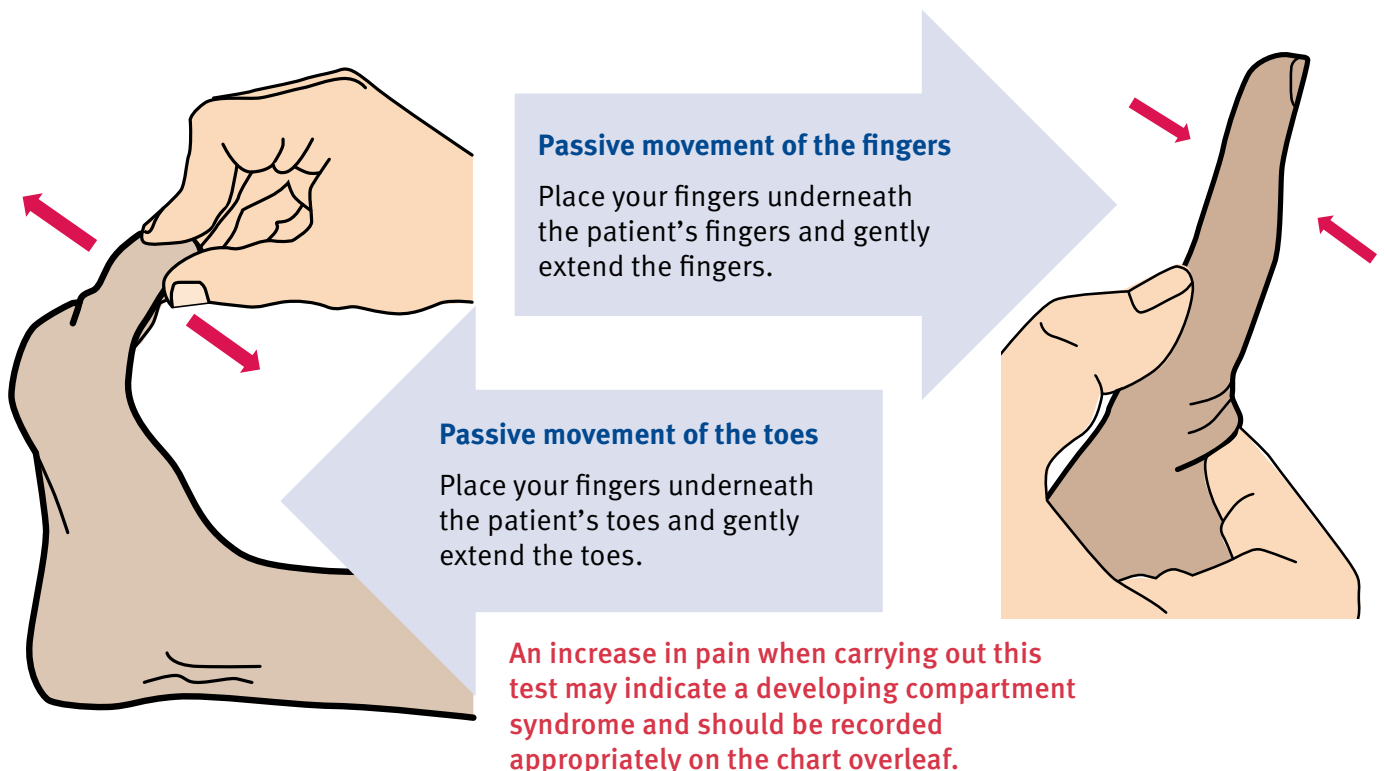 Passive movement of the fingers
Place your fingers underneath
the patient’s fingers and gently
extend the fingers.
Passive movement of the toes
Place your fingers underneath
the patient’s toes and gently
extend the toes.
An increase in pain when carrying out this
test may indicate a developing compartment
syndrome and should be recorded
appropriately on the chart overleaf.